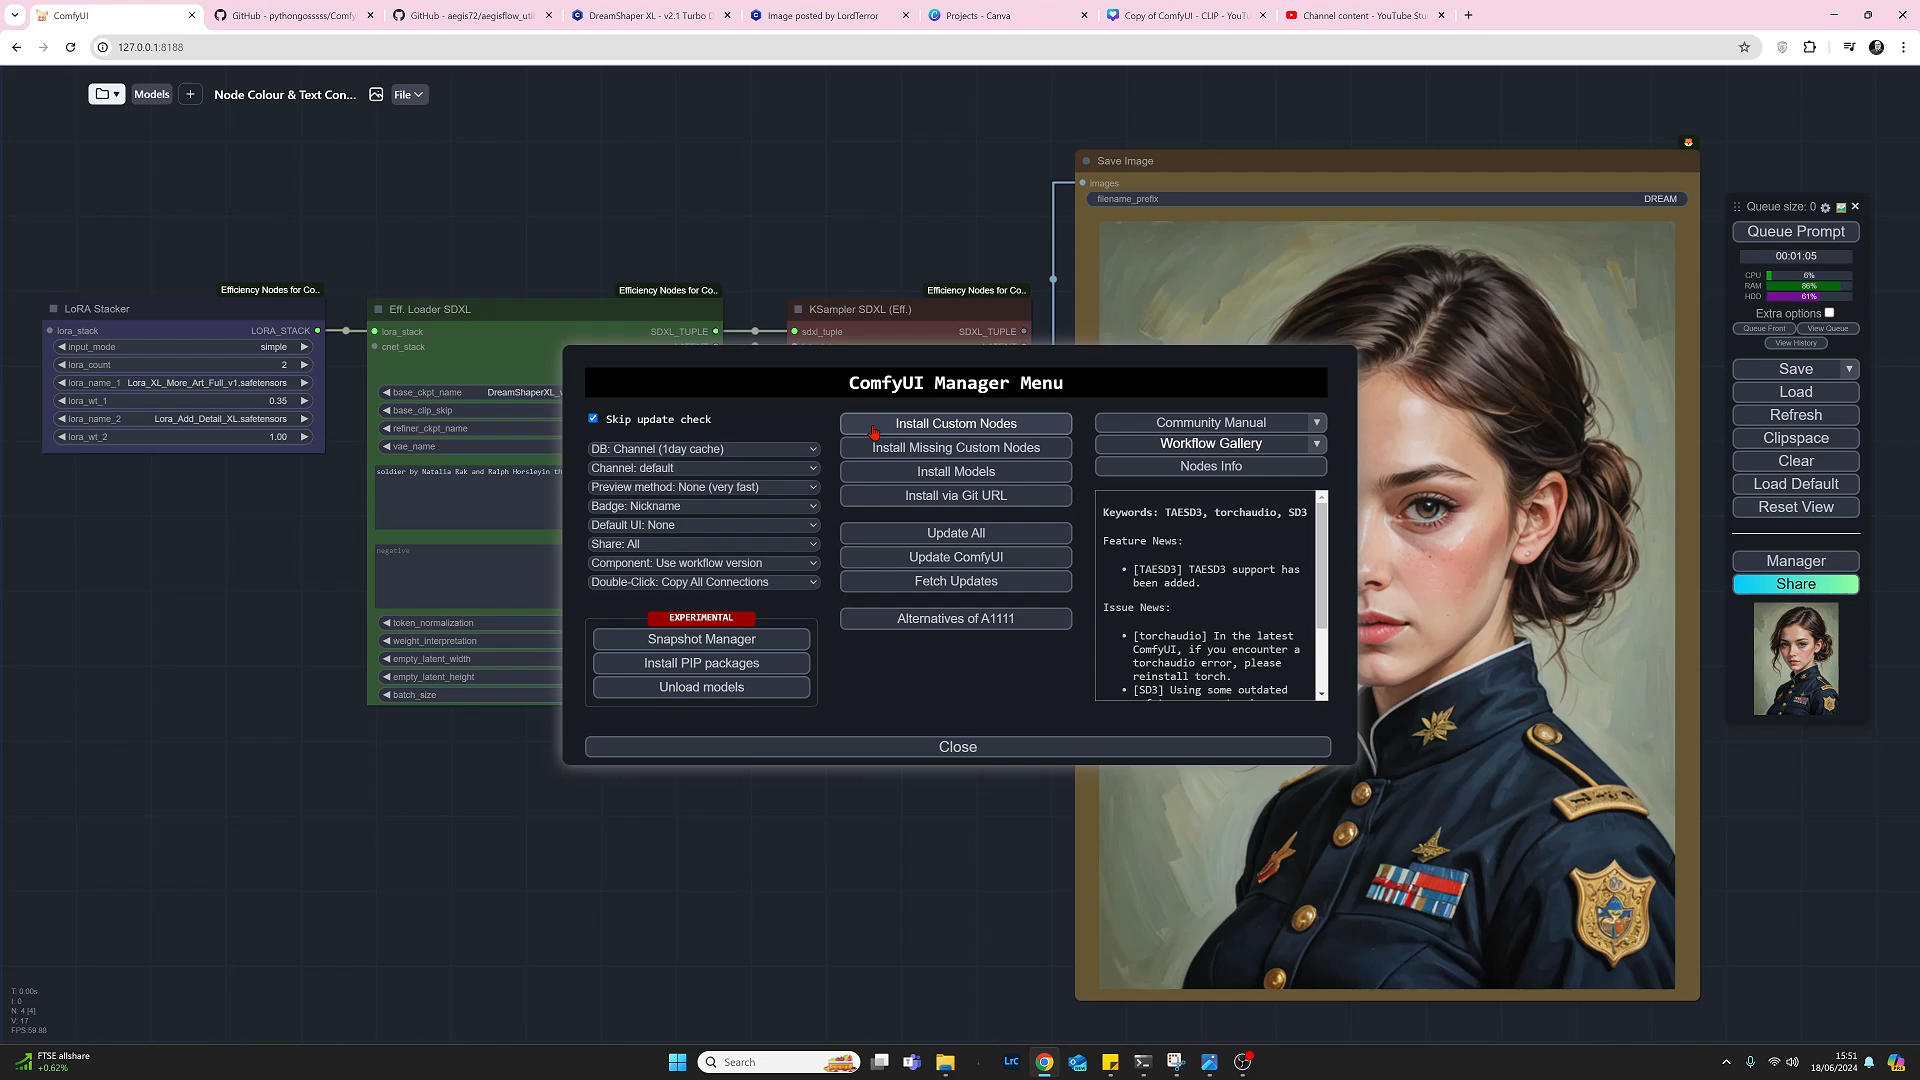 ComfyUI
GitHub - pythongosssss/Comfy
GitHub - aegis72/aegisflow_uti
DreamShaper XL - v2.1 Turbo D
Image posted by LordTerror
Projects - Canva
Copy of ComfyUI - CLIP - YouTu
Channel content - YouTube Stu
127.0.0.1:8188
Models
Node Colour & Text Con...
File
Save Image
images
filename_prefix
DREAM
Efficiency Nodes for Co..
Efficiency Nodes for Co..
Efficiency Nodes for Co..
LoRA Stacker
lora_stack
LORA_STACK
input_mode
simple
lora_count
2
lora_name_1
Lora_XL_More_Art_Full_v1.safetensors
lora_wt_1
0.35
lora_name_2
Lora_Add_Detail_XL.safetensors
lora_wt_2
1.00
Eff. Loader SDXL
lora_stack
SDXL_TUPLE
cnet_stack
base_ckpt_name
DreamShaperXL_v
base_clip_skip
refiner_ckpt_name
vae_name
soldier by Natalia Rak and Ralph Horsleyin th
negative
token_normalization
weight_interpretation
empty_latent_width
empty_latent_height
batch_size
KSampler SDXL (Eff.)
sdxl_tuple
SDXL_TUPLE
ComfyUI Manager Menu
Skip update check
DB: Channel (1day cache)
Channel: default
Preview method: None (very fast)
Badge: Nickname
Default UI: None
Share: All
Component: Use workflow version
Double-Click: Copy All Connections
EXPERIMENTAL
Snapshot Manager
Install PIP packages
Unload models
Install Custom Nodes
Install Missing Custom Nodes
Install Models
Install via Git URL
Update All
Update ComfyUI
Fetch Updates
Alternatives of A1111
Community Manual
Workflow Gallery
Nodes Info
Keywords: TAESD3, torchaudio, SD3
Feature News:
• [TAESD3] TAESD3 support has
been added.
Issue News:
• [torchaudio] In the latest
ComfyUI, if you encounter a
torchaudio error, please
reinstall torch.
• [SD3] Using some outdated
Close
Queue size: 0
Queue Prompt
00:01:05
CPU
6%
RAM
86%
HDD
61%
Extra options
Queue Front
View Queue
View History
Save
Load
Refresh
Clipspace
Clear
Load Default
Reset View
Manager
Share
T: 0.00s
I: 0
N: 4 [4]
V: 17
FPS:59.88
FTSE allshare
+0.62%
Search
LrC
15:51
18/06/2024